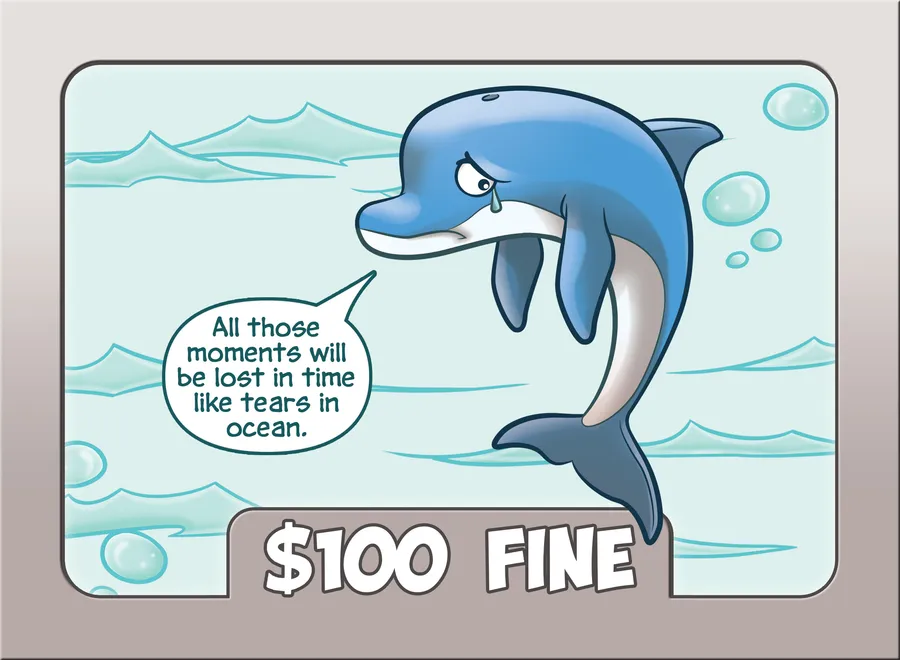 All those
moments will
be lost in time
like tears in
ocean.
$100 FINE